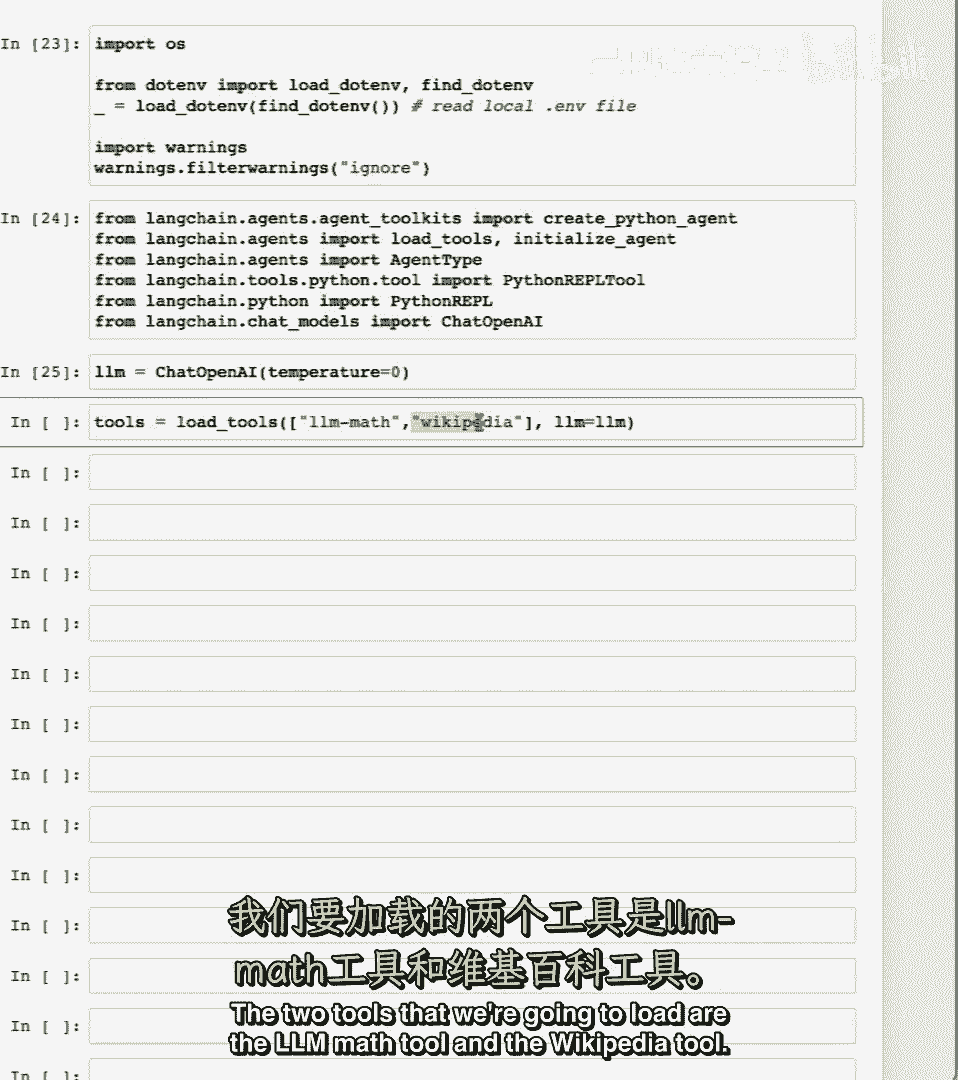 In [23]: import os
from dotenv import load_dotenv, find_dotenv
_ = load_dotenv(find_dotenv()) # read local .env file
import warnings
warnings.filterwarnings("ignore")
In [24]: from langchain.agents.agent_toolkits import create_python_agent
from langchain.agents import load_tools, initialize_agent
from langchain.agents import AgentType
from langchain.tools.python.tool import PythonREPLTool
from langchain.python import PythonREPL
from langchain.chat_models import ChatOpenAI
In [25]: llm = ChatOpenAI(temperature=0)
In [ ]: tools = load_tools(["llm-math","wikipedia"], llm=llm)
In [ ]:
In [ ]:
In [ ]:
In [ ]:
In [ ]:
In [ ]:
In [ ]:
In [ ]:
In [ ]:
In [ ]:
In [ ]:
In [ ]:
In [ ]:
我们要加载的两个工具是llm-
math工具和维基百科工具。
The two tools that we're going to load are
the LLM math tool and the Wikipedia tool.